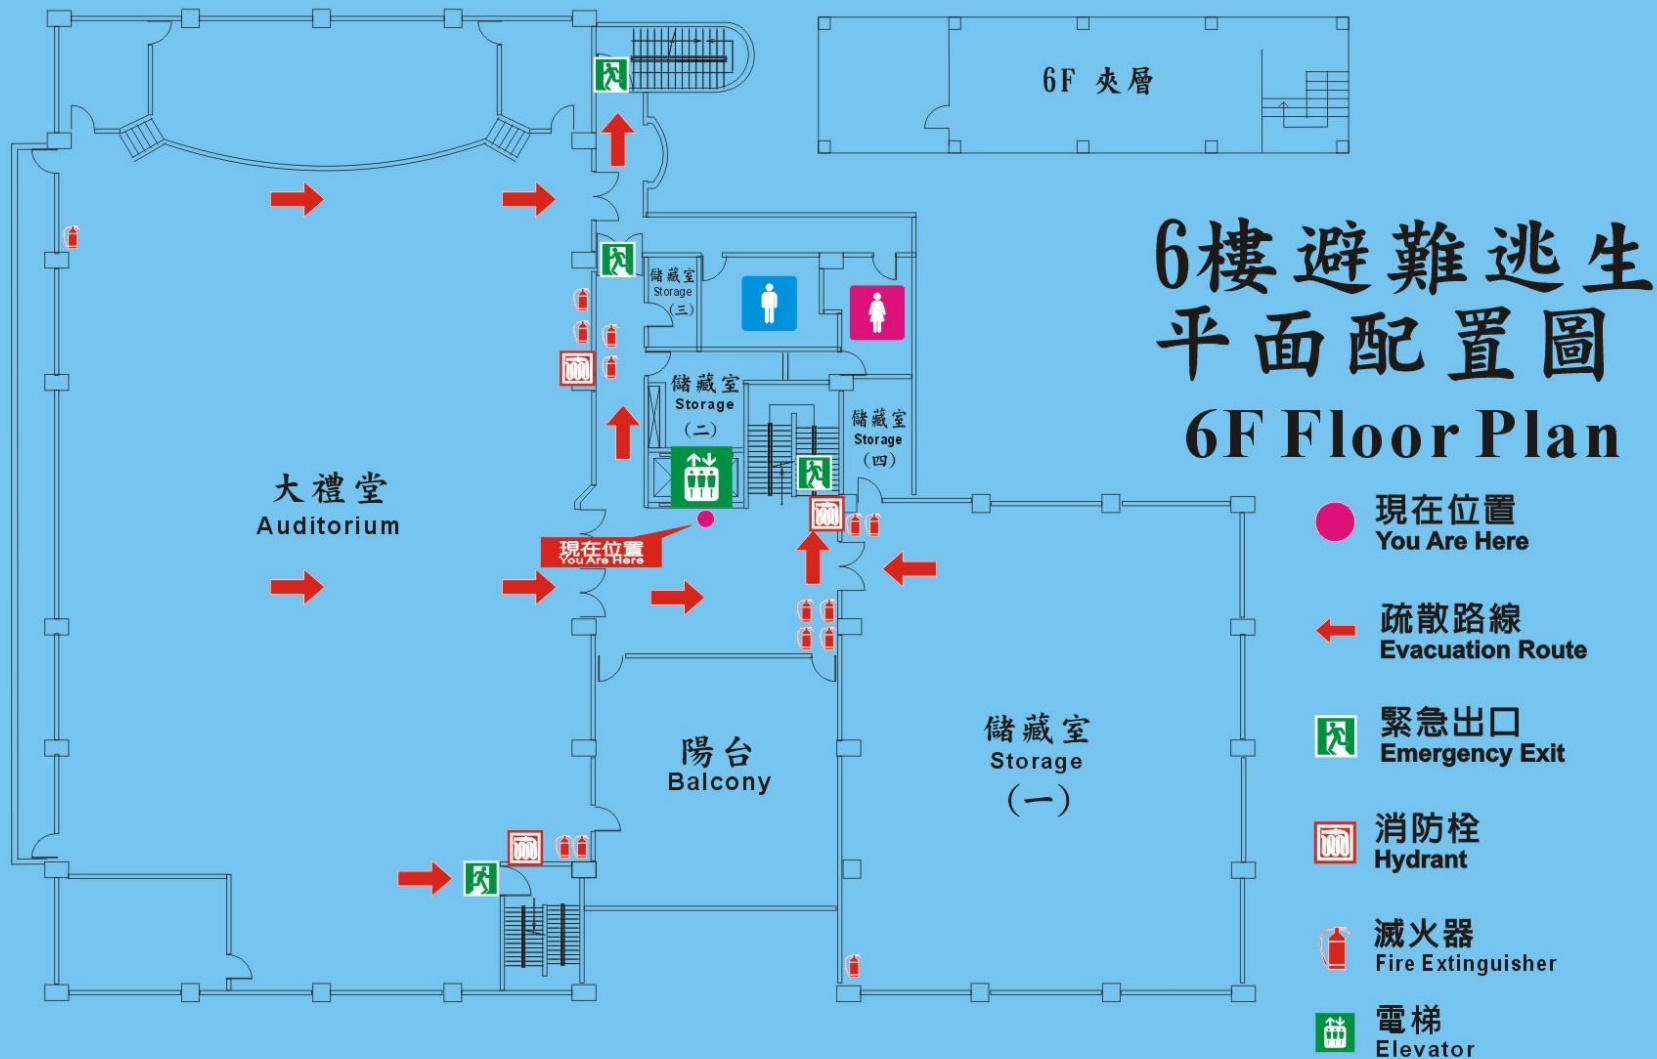 6F 夾層
6樓避難逃生
平面配置圖
6F Floor Plan
儲藏室
Storage
(三)
儲藏室
Storage
(二)
儲藏室
Storage
(四)
大禮堂
Auditorium
現在位置
You Are Here
陽台
Balcony
儲藏室
Storage
(一)
現在位置
You Are Here
疏散路線
Evacuation Route
緊急出口
Emergency Exit
消防栓
Hydrant
滅火器
Fire Extinguisher
電梯
Elevator